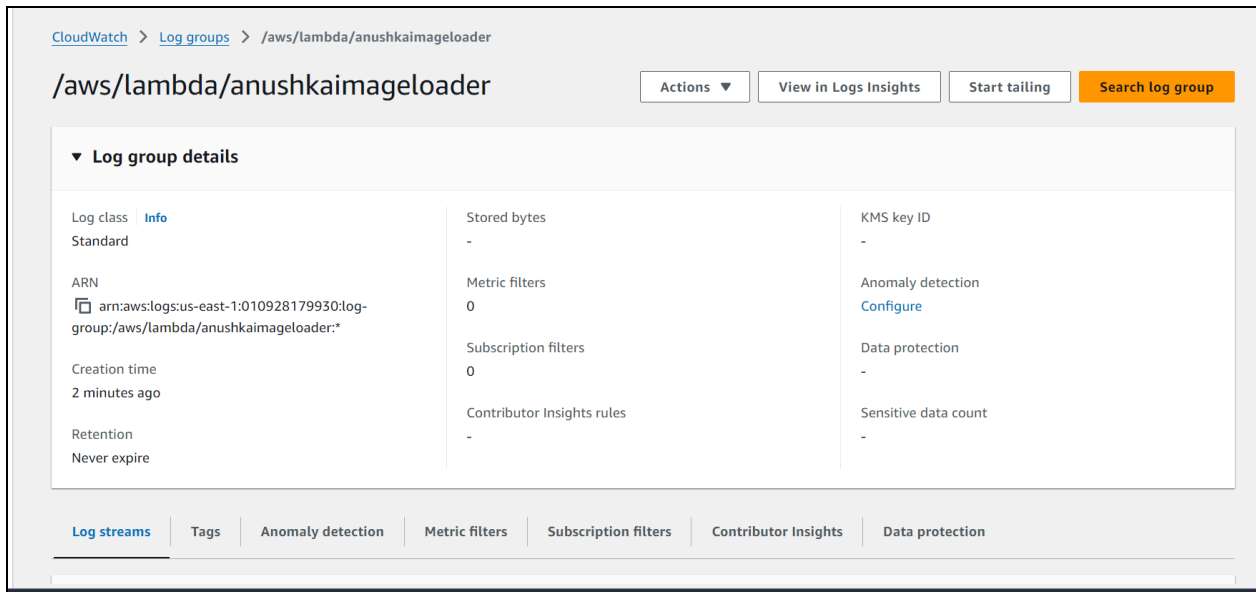 CloudWatch > Log groups > /aws/lambda/anushkaimageloader
/aws/lambda/anushkaimageloader
Actions ▼
View in Logs Insights
Start tailing
Search log group
▼ Log group details
Log class
Info
Standard
ARN
arn:aws:logs:us-east-1:010928179930:log-
group:/aws/lambda/anushkaimageloader:*
Creation time
2 minutes ago
Retention
Never expire
Stored bytes
-
Metric filters
0
Subscription filters
0
Contributor Insights rules
-
KMS key ID
-
Anomaly detection
Configure
Data protection
-
Sensitive data count
-
Log streams
Tags
Anomaly detection
Metric filters
Subscription filters
Contributor Insights
Data protection